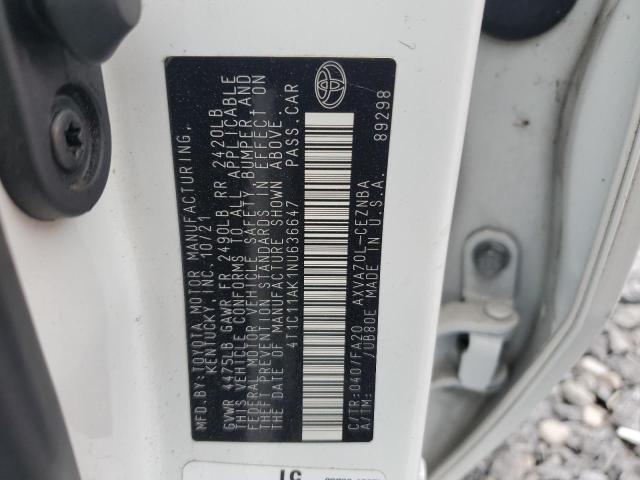 MFD.BY:TOYOTA MOTOR MANUFACTURING,
KENTUCKY, INC. 10/21
GVWR 4475LB GAWR FR 2490LB RR 2420LB
THIS VEHICLE CONFORMS TO ALL APPLICABLE
FEDERAL MOTOR VEHICLE SAFETY, BUMPER, AND
THEFT PREVENTION STANDARDS IN EFFECT ON
THE DATE OF MANUFACTURE SHOWN ABOVE.
4T1C11AK1NU636647 PASS.CAR
C/TR:040/FA20 AXVA70L-CEZNBA
A/TM: /UB80E MADE IN U.S.A.
89298